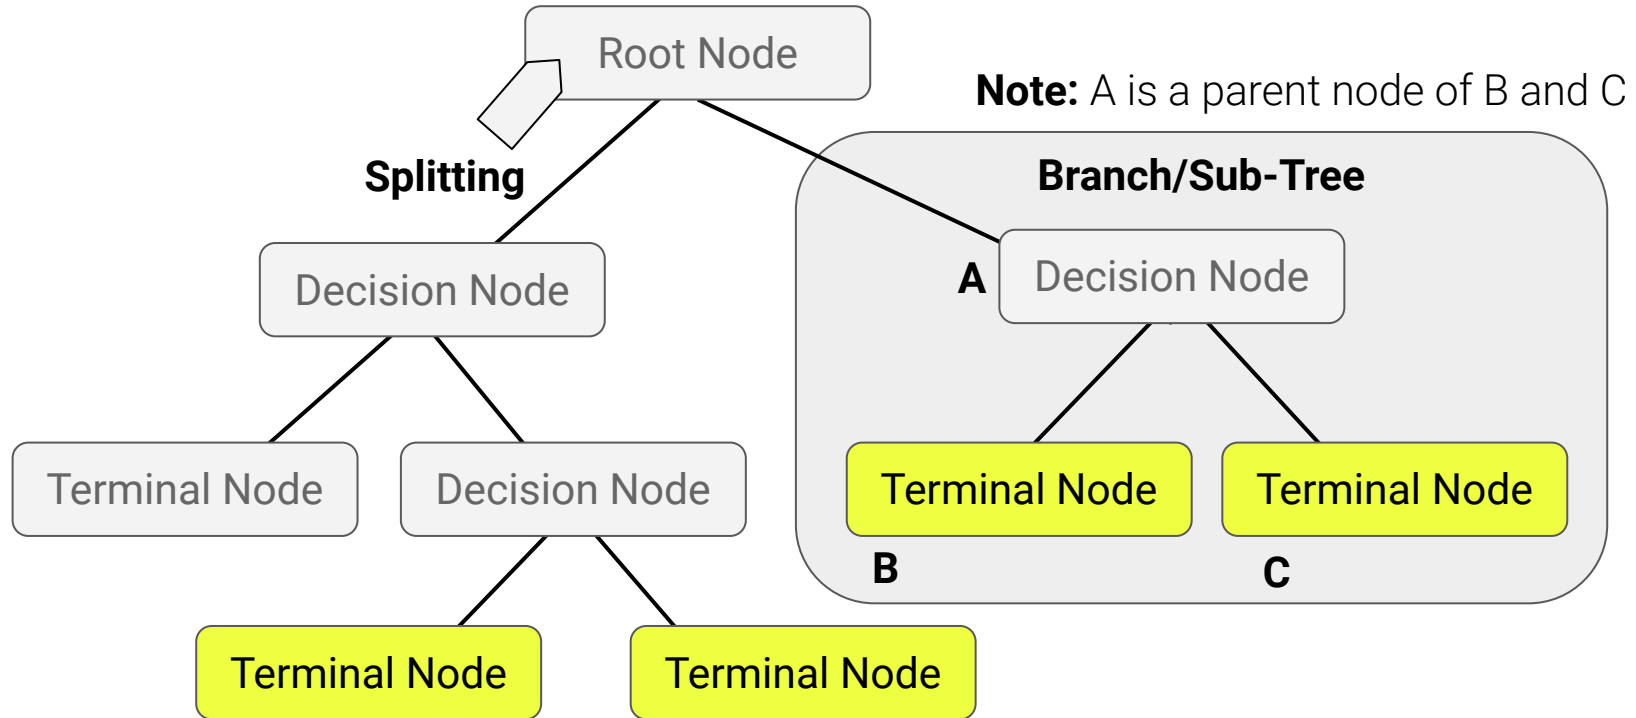 Root Node
Note: A is a parent node of B and C
Splitting
Branch/Sub-Tree
Decision Node
A
Decision Node
Terminal Node
Decision Node
Terminal Node
Terminal Node
B
C
Terminal Node
Terminal Node